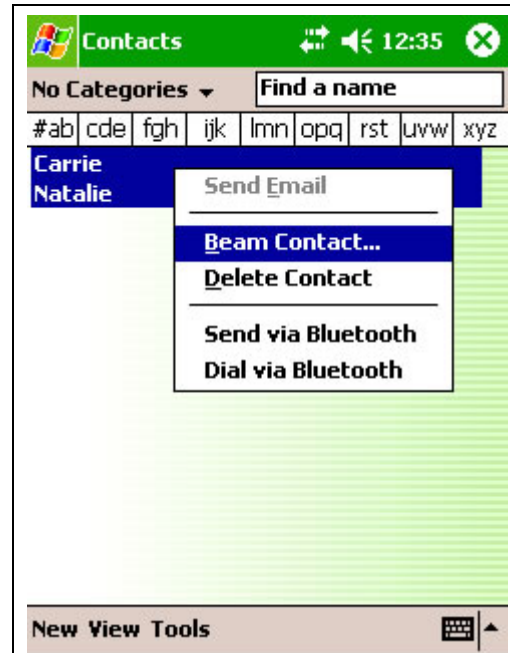 Contacts 12:35
No Categories Find a name
#ab cde fgh ijk lmn opq rst uvw xyz
Carrie
Natalie
Send Email
Beam Contact...
Delete Contact
Send via Bluetooth
Dial via Bluetooth
New View Tools